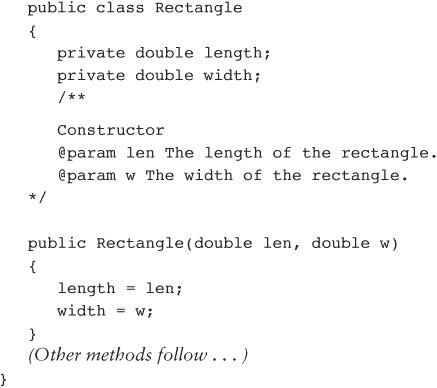 public class Rectangle
{
private double length;
private double width;
/**
Constructor
@param len The length of the rectangle.
@param w The width of the rectangle.
*/
public Rectangle(double len, double w)
{
length = len;
width = w;
}
(Other methods follow . . . )
}